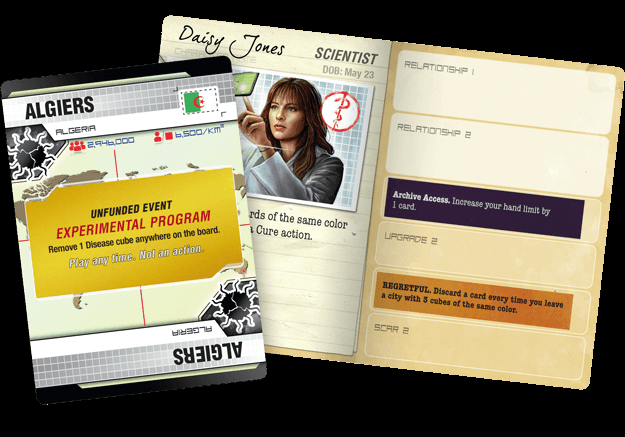 ALGIERS
ALGERIA
2,946,000
6,500/KM²
UNFUNDED EVENT
EXPERIMENTAL PROGRAM
Remove 1 Disease cube anywhere on the board.
Play any time. Not an action.
ALGERIA
ALGIERS
Daisy Jones
SCIENTIST
DOB: May 23
rds of the same color
a Cure action.
RELATIONSHIP 1
RELATIONSHIP 2
Archive Access. Increase your hand limit by
1 card.
UPGRADE 2
REGRETFUL. Discard a card every time you leave
a city with 3 cubes of the same color.
SCAR 2